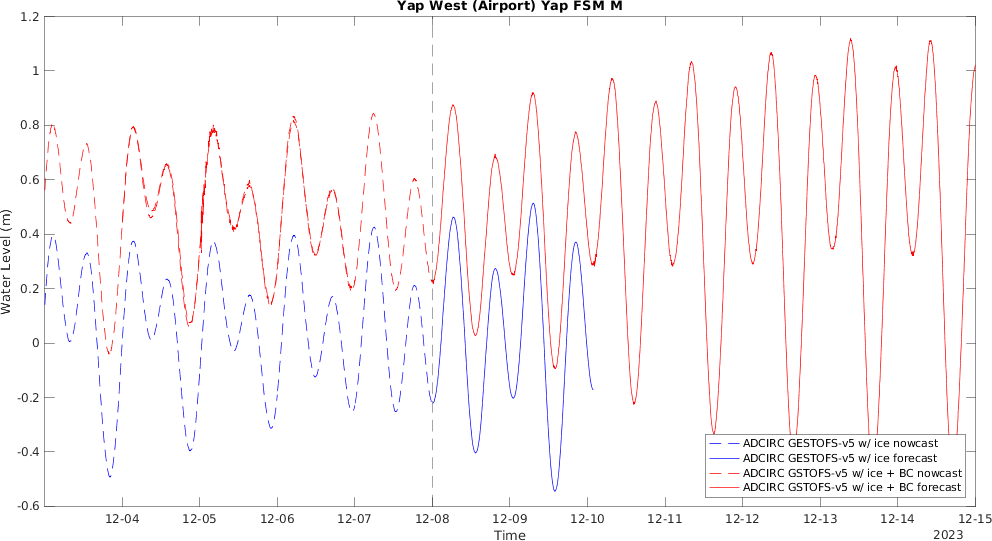 Yap West (Airport) Yap FSM M
1.2
1
0.8
0.6
0.4
0.2
0
-0.2
-0.4
-0.6
Water Level (m)
ADCIRC GESTOFS-v5 w/ ice nowcast
ADCIRC GESTOFS-v5 w/ ice forecast
ADCIRC GSTOFS-v5 w/ ice + BC nowcast
ADCIRC GSTOFS-v5 w/ ice + BC forecast
12-04 12-05 12-06 12-07 12-08 12-09 12-10 12-11 12-12 12-13 12-14 12-15
Time
2023